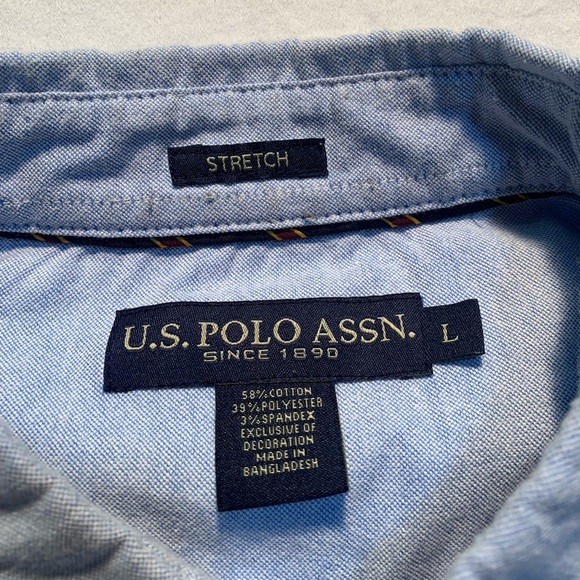 STRETCH
U.S. POLO ASSN.
SINCE 1890
L
58% COTTON
39% POLYESTER
3% SPANDEX
EXCLUSIVE OF
DECORATION
MADE IN
BANGLADESH